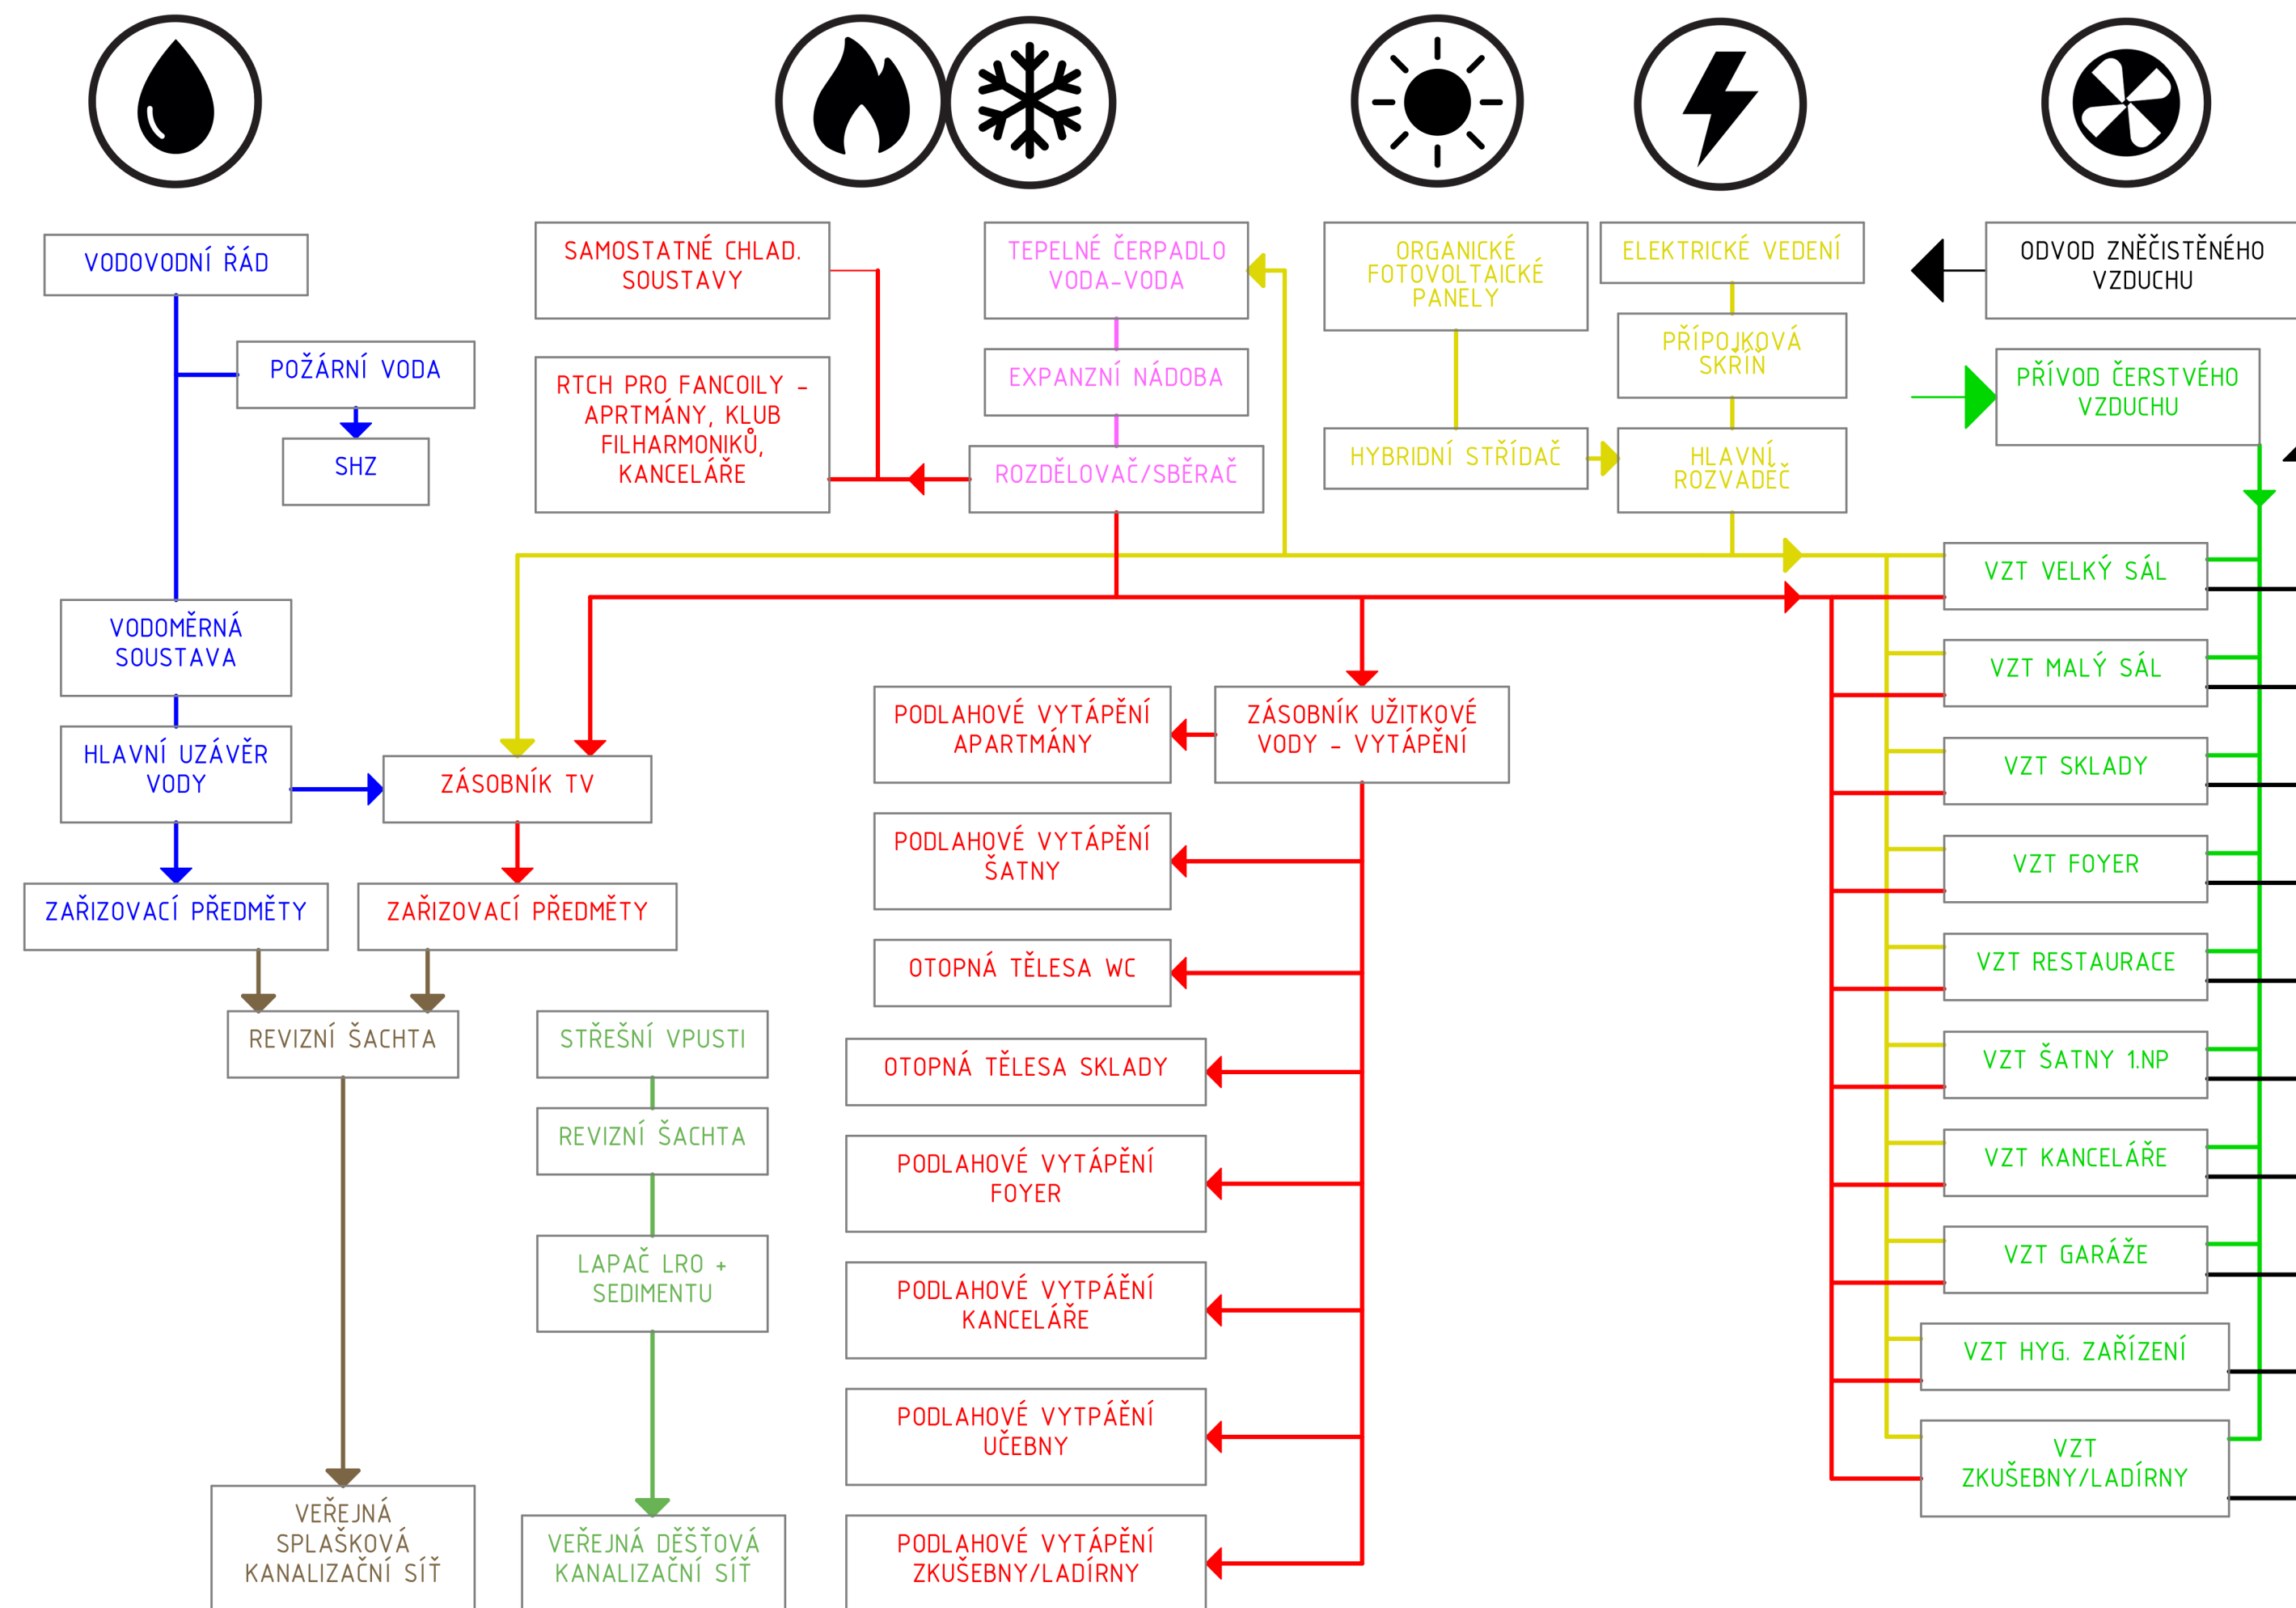 VODOVODNÍ ŘÁD
POŽÁRNÍ VODA
SHZ
VODOMĚRNÁ
SOUSTAVA
HLAVNÍ UZÁVĚR
VODY
ZAŘIZOVACÍ PŘEDMĚTY
ZÁSOBNÍK TV
ZAŘIZOVACÍ PŘEDMĚTY
REVIZNÍ ŠACHTA
VEŘEJNÁ
SPLAŠKOVÁ
KANALIZAČNÍ SÍŤ
STŘEŠNÍ VPUSTI
REVIZNÍ ŠACHTA
LAPAČ LRO +
SEDIMENTU
VEŘEJNÁ DĚŠŤOVÁ
KANALIZAČNÍ SÍŤ
SAMOSTATNÉ CHLAD.
SOUSTAVY
RTCH PRO FANCOILY -
APRTMÁNY, KLUB
FILHARMONIKŮ,
KANCELÁŘE
TEPELNÉ ČERPADLO
VODA-VODA
EXPANZNÍ NÁDOBA
ROZDĚLOVAČ/SBĚRAČ
PODLAHOVÉ VYTÁPĚNÍ
APARTMÁNY
ZÁSOBNÍK UŽITKOVÉ
VODY - VYTÁPĚNÍ
PODLAHOVÉ VYTÁPĚNÍ
ŠATNY
OTOPNÁ TĚLESA WC
OTOPNÁ TĚLESA SKLADY
PODLAHOVÉ VYTÁPĚNÍ
FOYER
PODLAHOVÉ VYTPÁĚNÍ
KANCELÁŘE
PODLAHOVÉ VYTPÁĚNÍ
UČEBNY
PODLAHOVÉ VYTÁPĚNÍ
ZKUŠEBNY/LADÍRNY
ORGANICKÉ
FOTOVOLTAICKÉ
PANELY
HYBRIDNÍ STŘÍDAČ
ELEKTRICKÉ VEDENÍ
PŘÍPOJKOVÁ
SKŘÍŇ
HLAVNÍ
ROZVADĚČ
ODVOD ZNĚČISTĚNÉHO
VZDUCHU
PŘÍVOD ČERSTVÉHO
VZDUCHU
VZT VELKÝ SÁL
VZT MALÝ SÁL
VZT SKLADY
VZT FOYER
VZT RESTAURACE
VZT ŠATNY 1.NP
VZT KANCELÁŘE
VZT GARÁŽE
VZT HYG. ZAŘÍZENÍ
VZT
ZKUŠEBNY/LADÍRNY